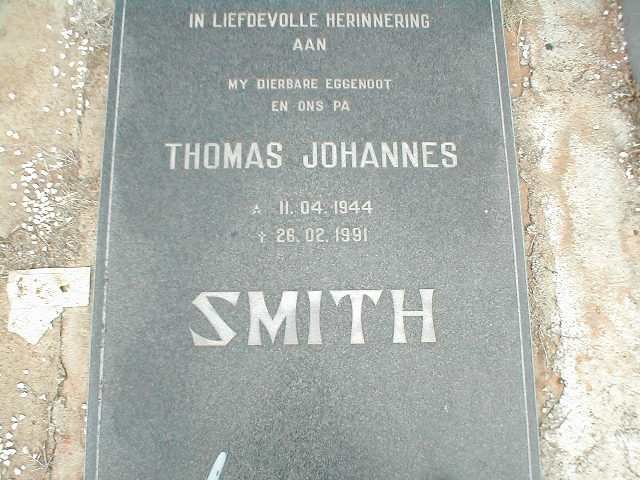 IN LIEFDEVOLLE HERINNERING
AAN
MY DIERBARE EGGENOOT
EN ONS PA
THOMAS JOHANNES
☆ 11. 04. 1944
✝ 26. 02. 1991
SMITH